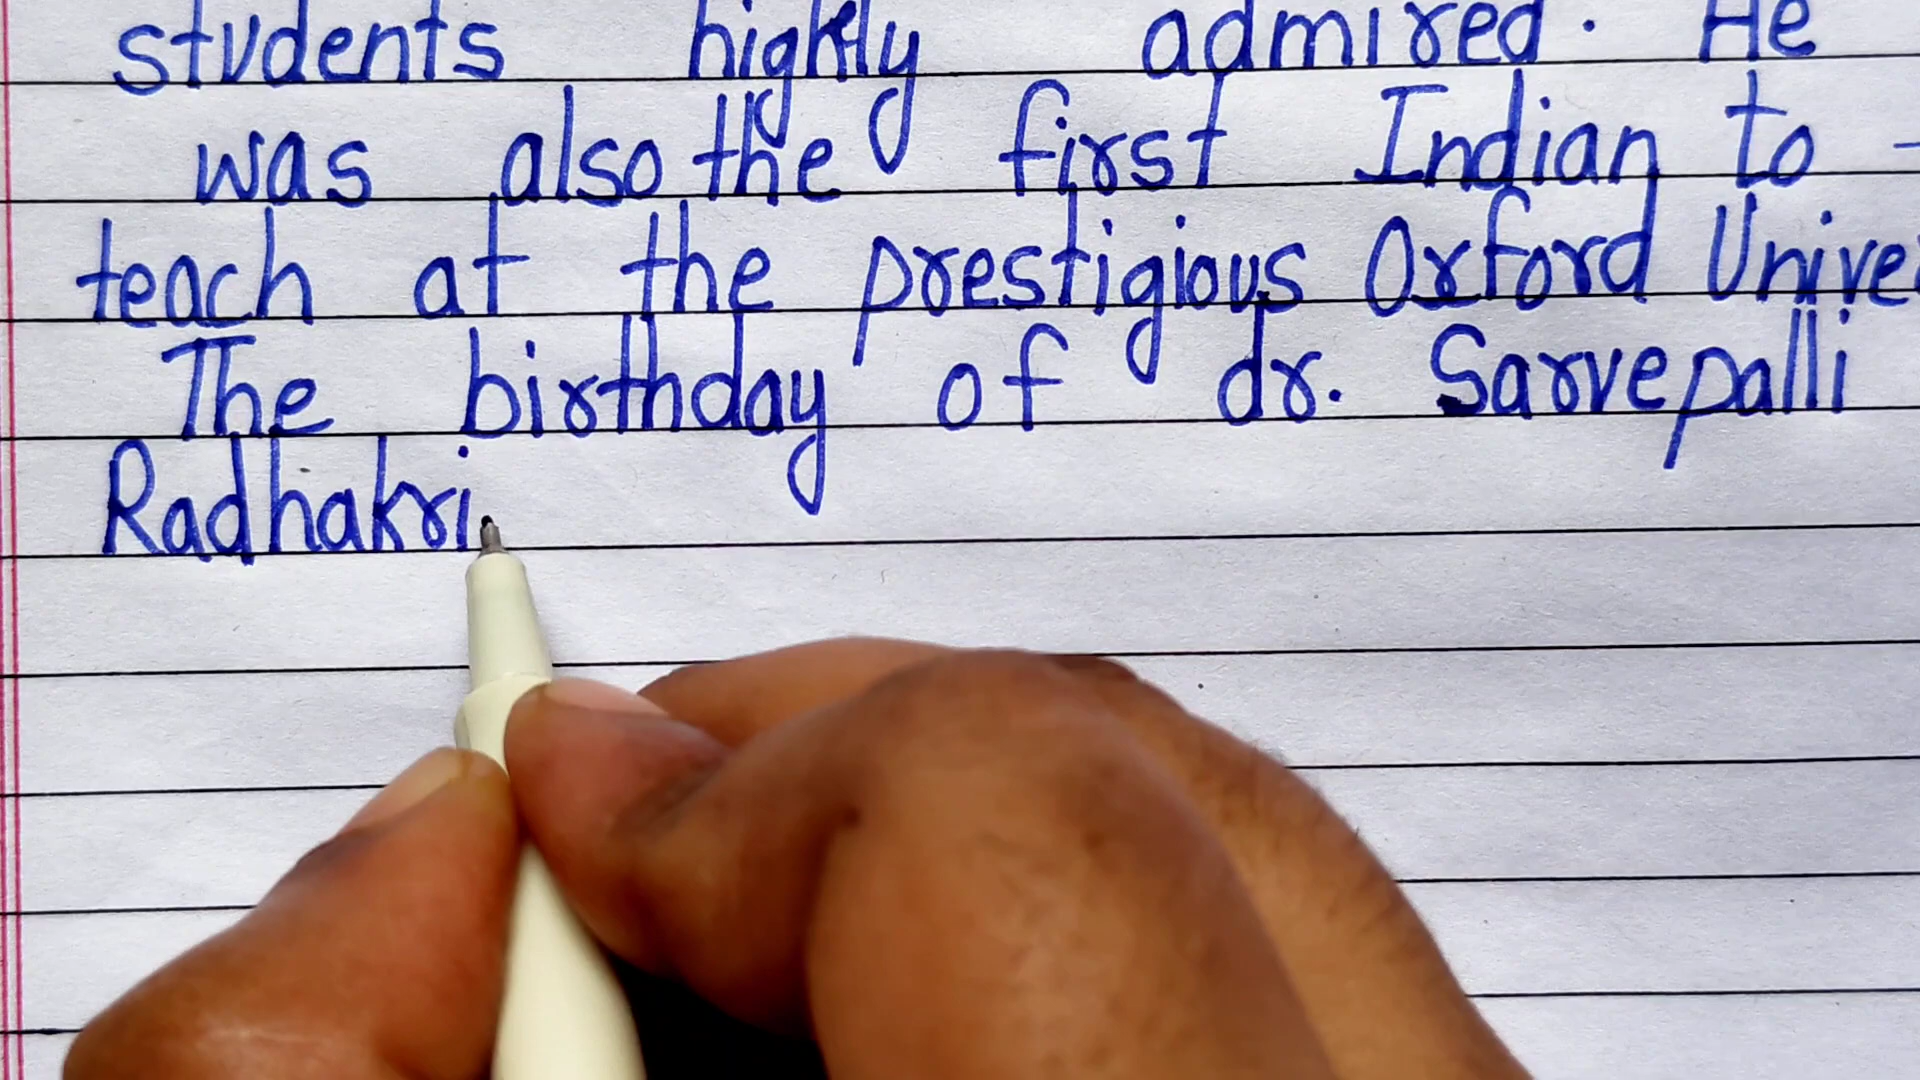 students highly admired. He
was also the first Indian to -
teach at the prestigious Oxford Univer
The birthday of dr. Sarvepalli
Radhakri